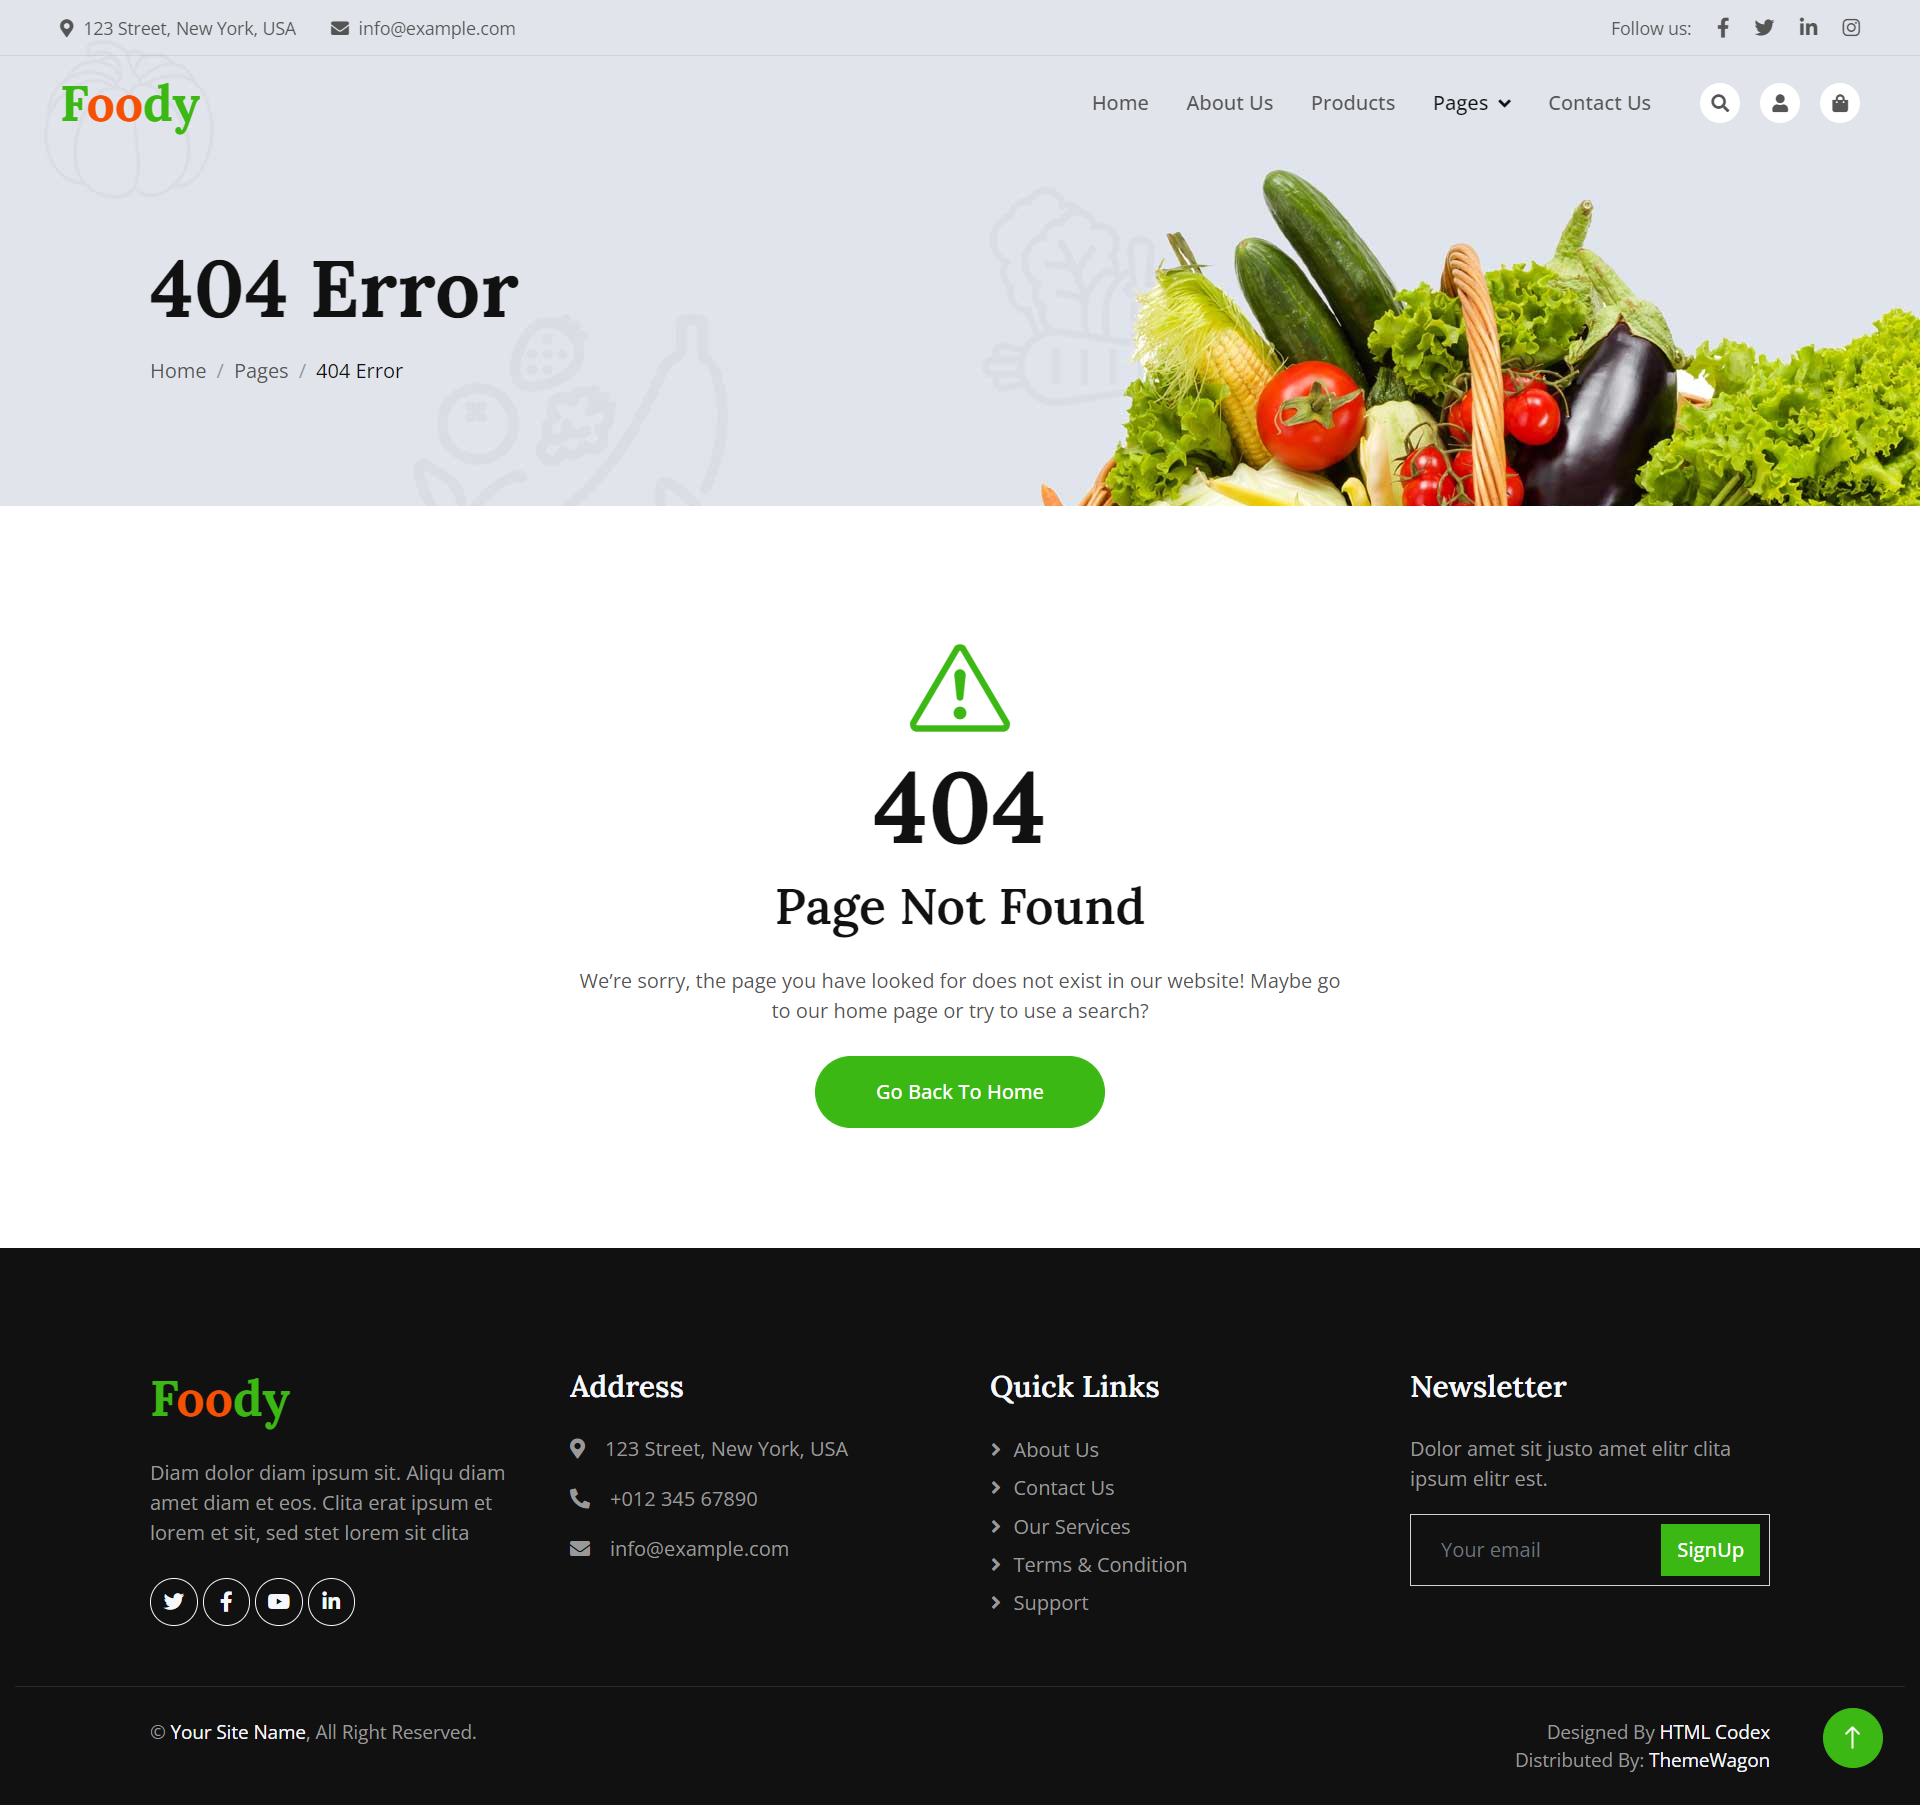 123 Street, New York, USA
info@example.com
Follow us:
Foody
Home
About Us
Products
Pages
Contact Us
404 Error
Home / Pages / 404 Error
404
Page Not Found
We’re sorry, the page you have looked for does not exist in our website! Maybe go
to our home page or try to use a search?
Go Back To Home
Foody
Diam dolor diam ipsum sit. Aliqu diam
amet diam et eos. Clita erat ipsum et
lorem et sit, sed stet lorem sit clita
Address
123 Street, New York, USA
+012 345 67890
info@example.com
Quick Links
About Us
Contact Us
Our Services
Terms & Condition
Support
Newsletter
Dolor amet sit justo amet elitr clita
ipsum elitr est.
Your email
SignUp
© Your Site Name, All Right Reserved.
Designed By HTML Codex
Distributed By: ThemeWagon